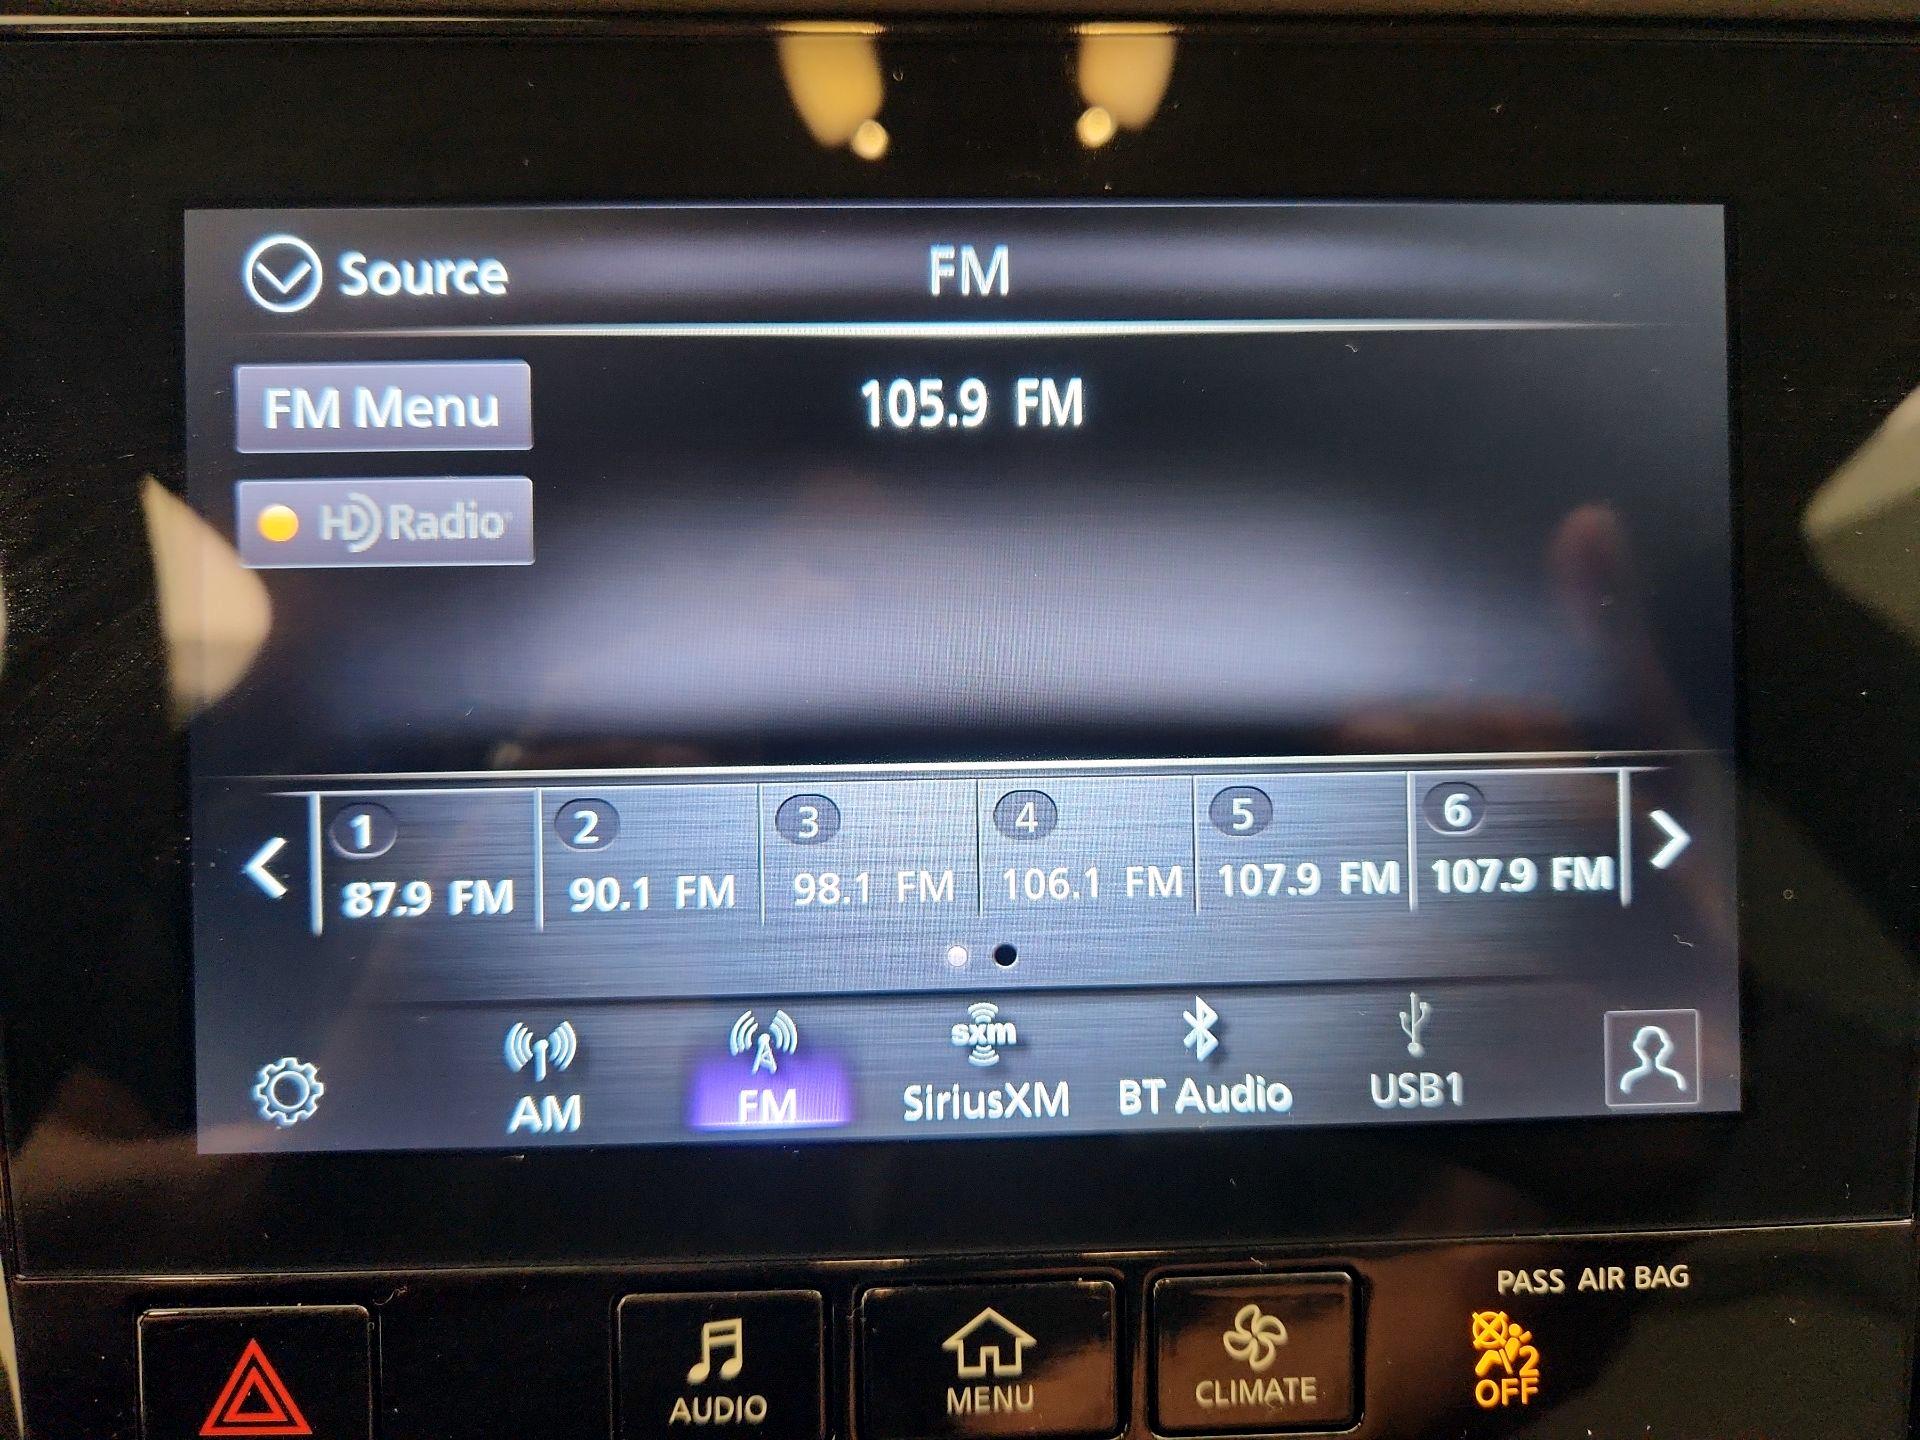 Source
FM
FM Menu
105.9 FM
HD Radio
1
2
3
4
5
6
87.9 FM
90.1 FM
98.1 FM
106.1 FM
107.9 FM
107.9 FM
sxm
AM
FM
SiriusXM
BT Audio
USB1
PASS AIR BAG
2
OFF
AUDIO
MENU
CLIMATE